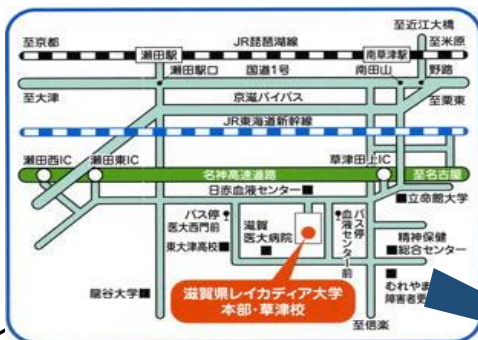 至近江大橋
至京都
JR琵琶湖線
至米原
瀬田駅
南草津駅
瀬田駅口
国道1号
南田山
野路
至大津
京滋バイパス
至栗東
JR東海道新幹線
瀬田西IC
瀬田東IC
草津田上IC
名神高速道路
至名古屋
日赤血液センター
立命館大学
バス停
医大西門前
滋賀
医大病院
バス停
血液センター前
東大津高校
精神保健
総合センター
龍谷大学
滋賀県レイカディア大学
本部・草津校
むれやま
障害者更
至信楽